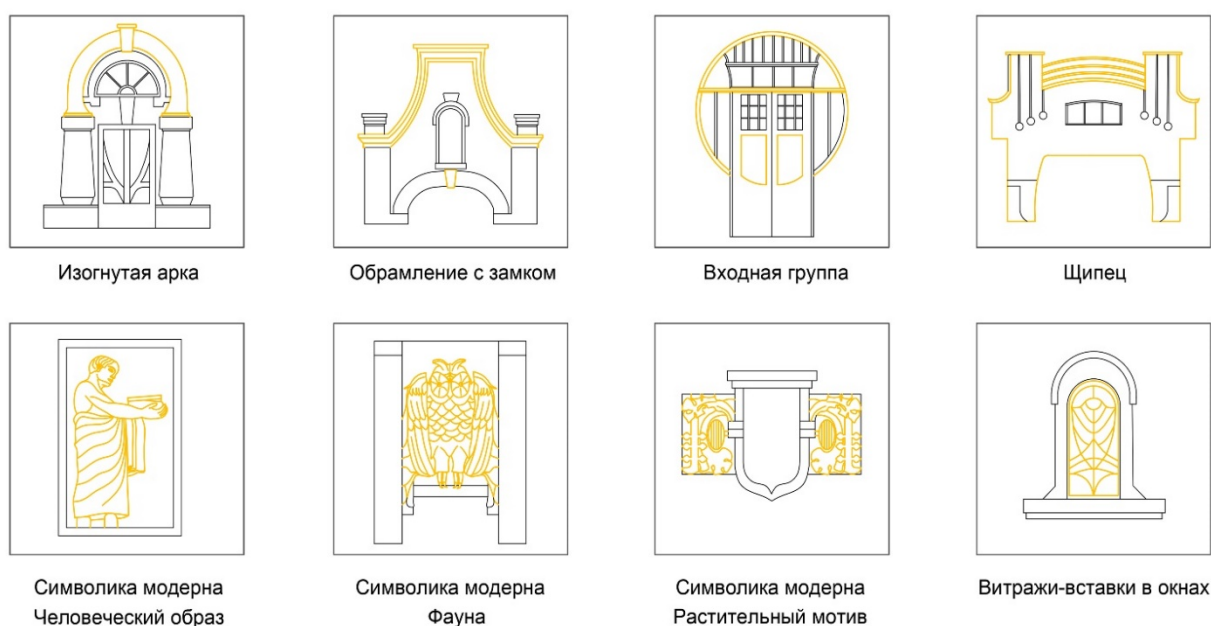 Изогнутая арка
Обрамление с замком
Входная группа
Щипец
Символика модерна
Человеческий образ
Символика модерна
Фауна
Символика модерна
Растительный мотив
Витражи-вставки в окнах